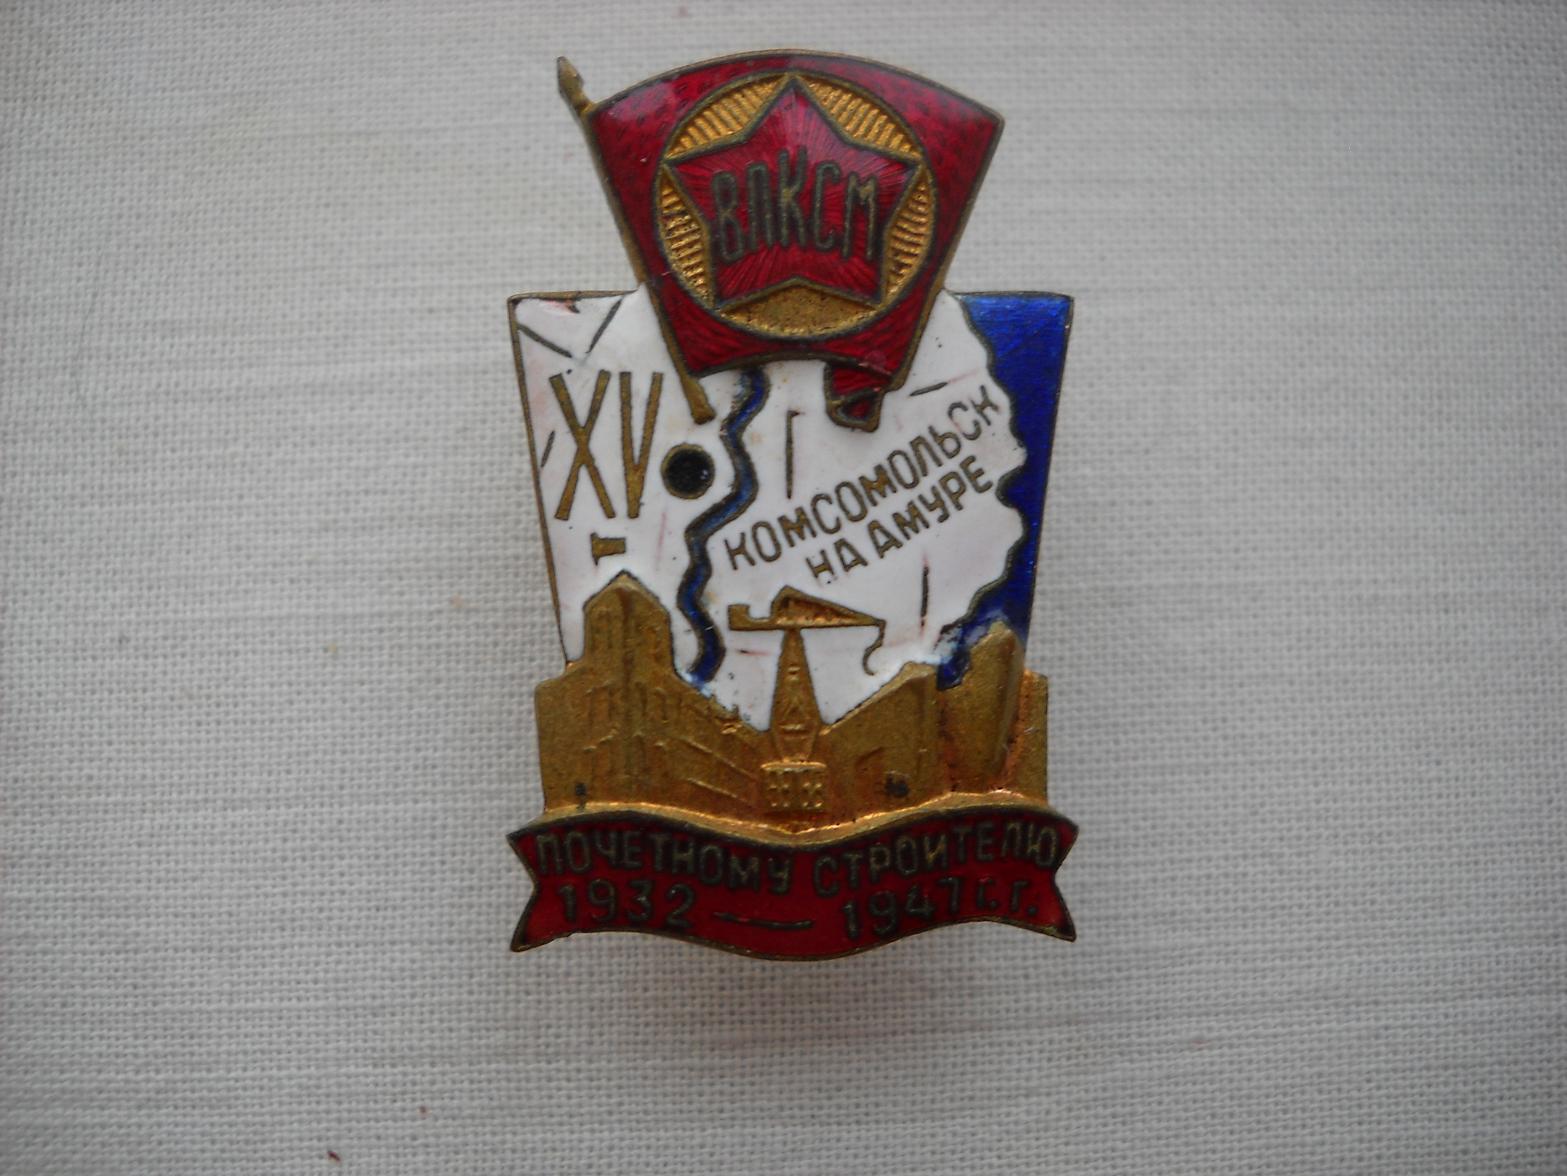 ВЛКСМ
XV
КОМСОМОЛЬСК
НА АМУРЕ
ПОЧЕТНОМУ СТРОИТЕЛЮ
1932 — 1947 г.г.